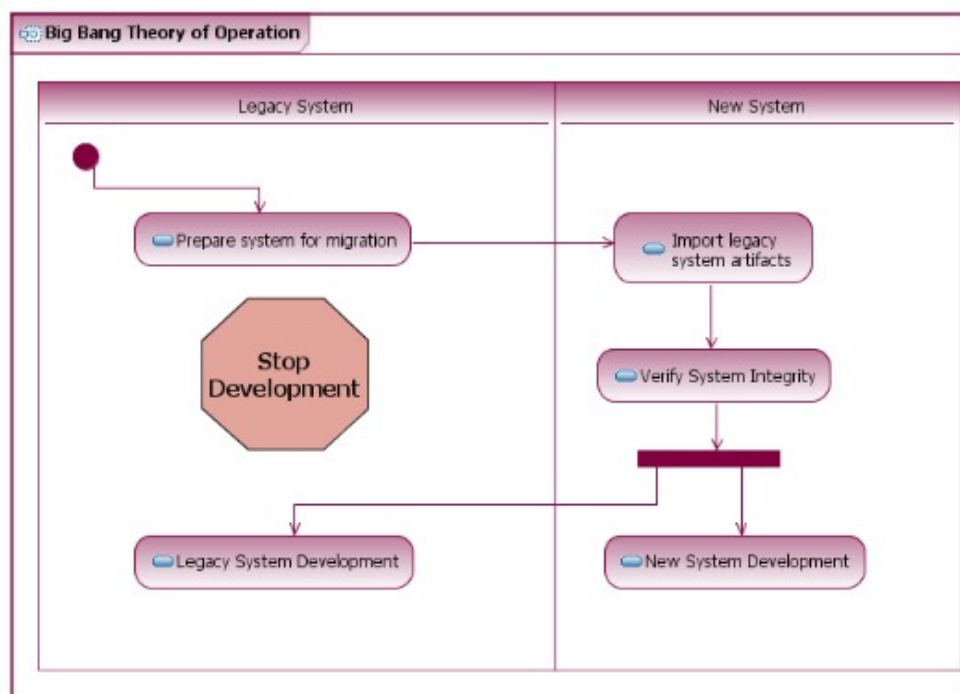 Big Bang Theory of Operation
Legacy System
New System
Prepare system for migration
Import legacy
system artifacts
Stop
Development
Verify System Integrity
Legacy System Development
New System Development